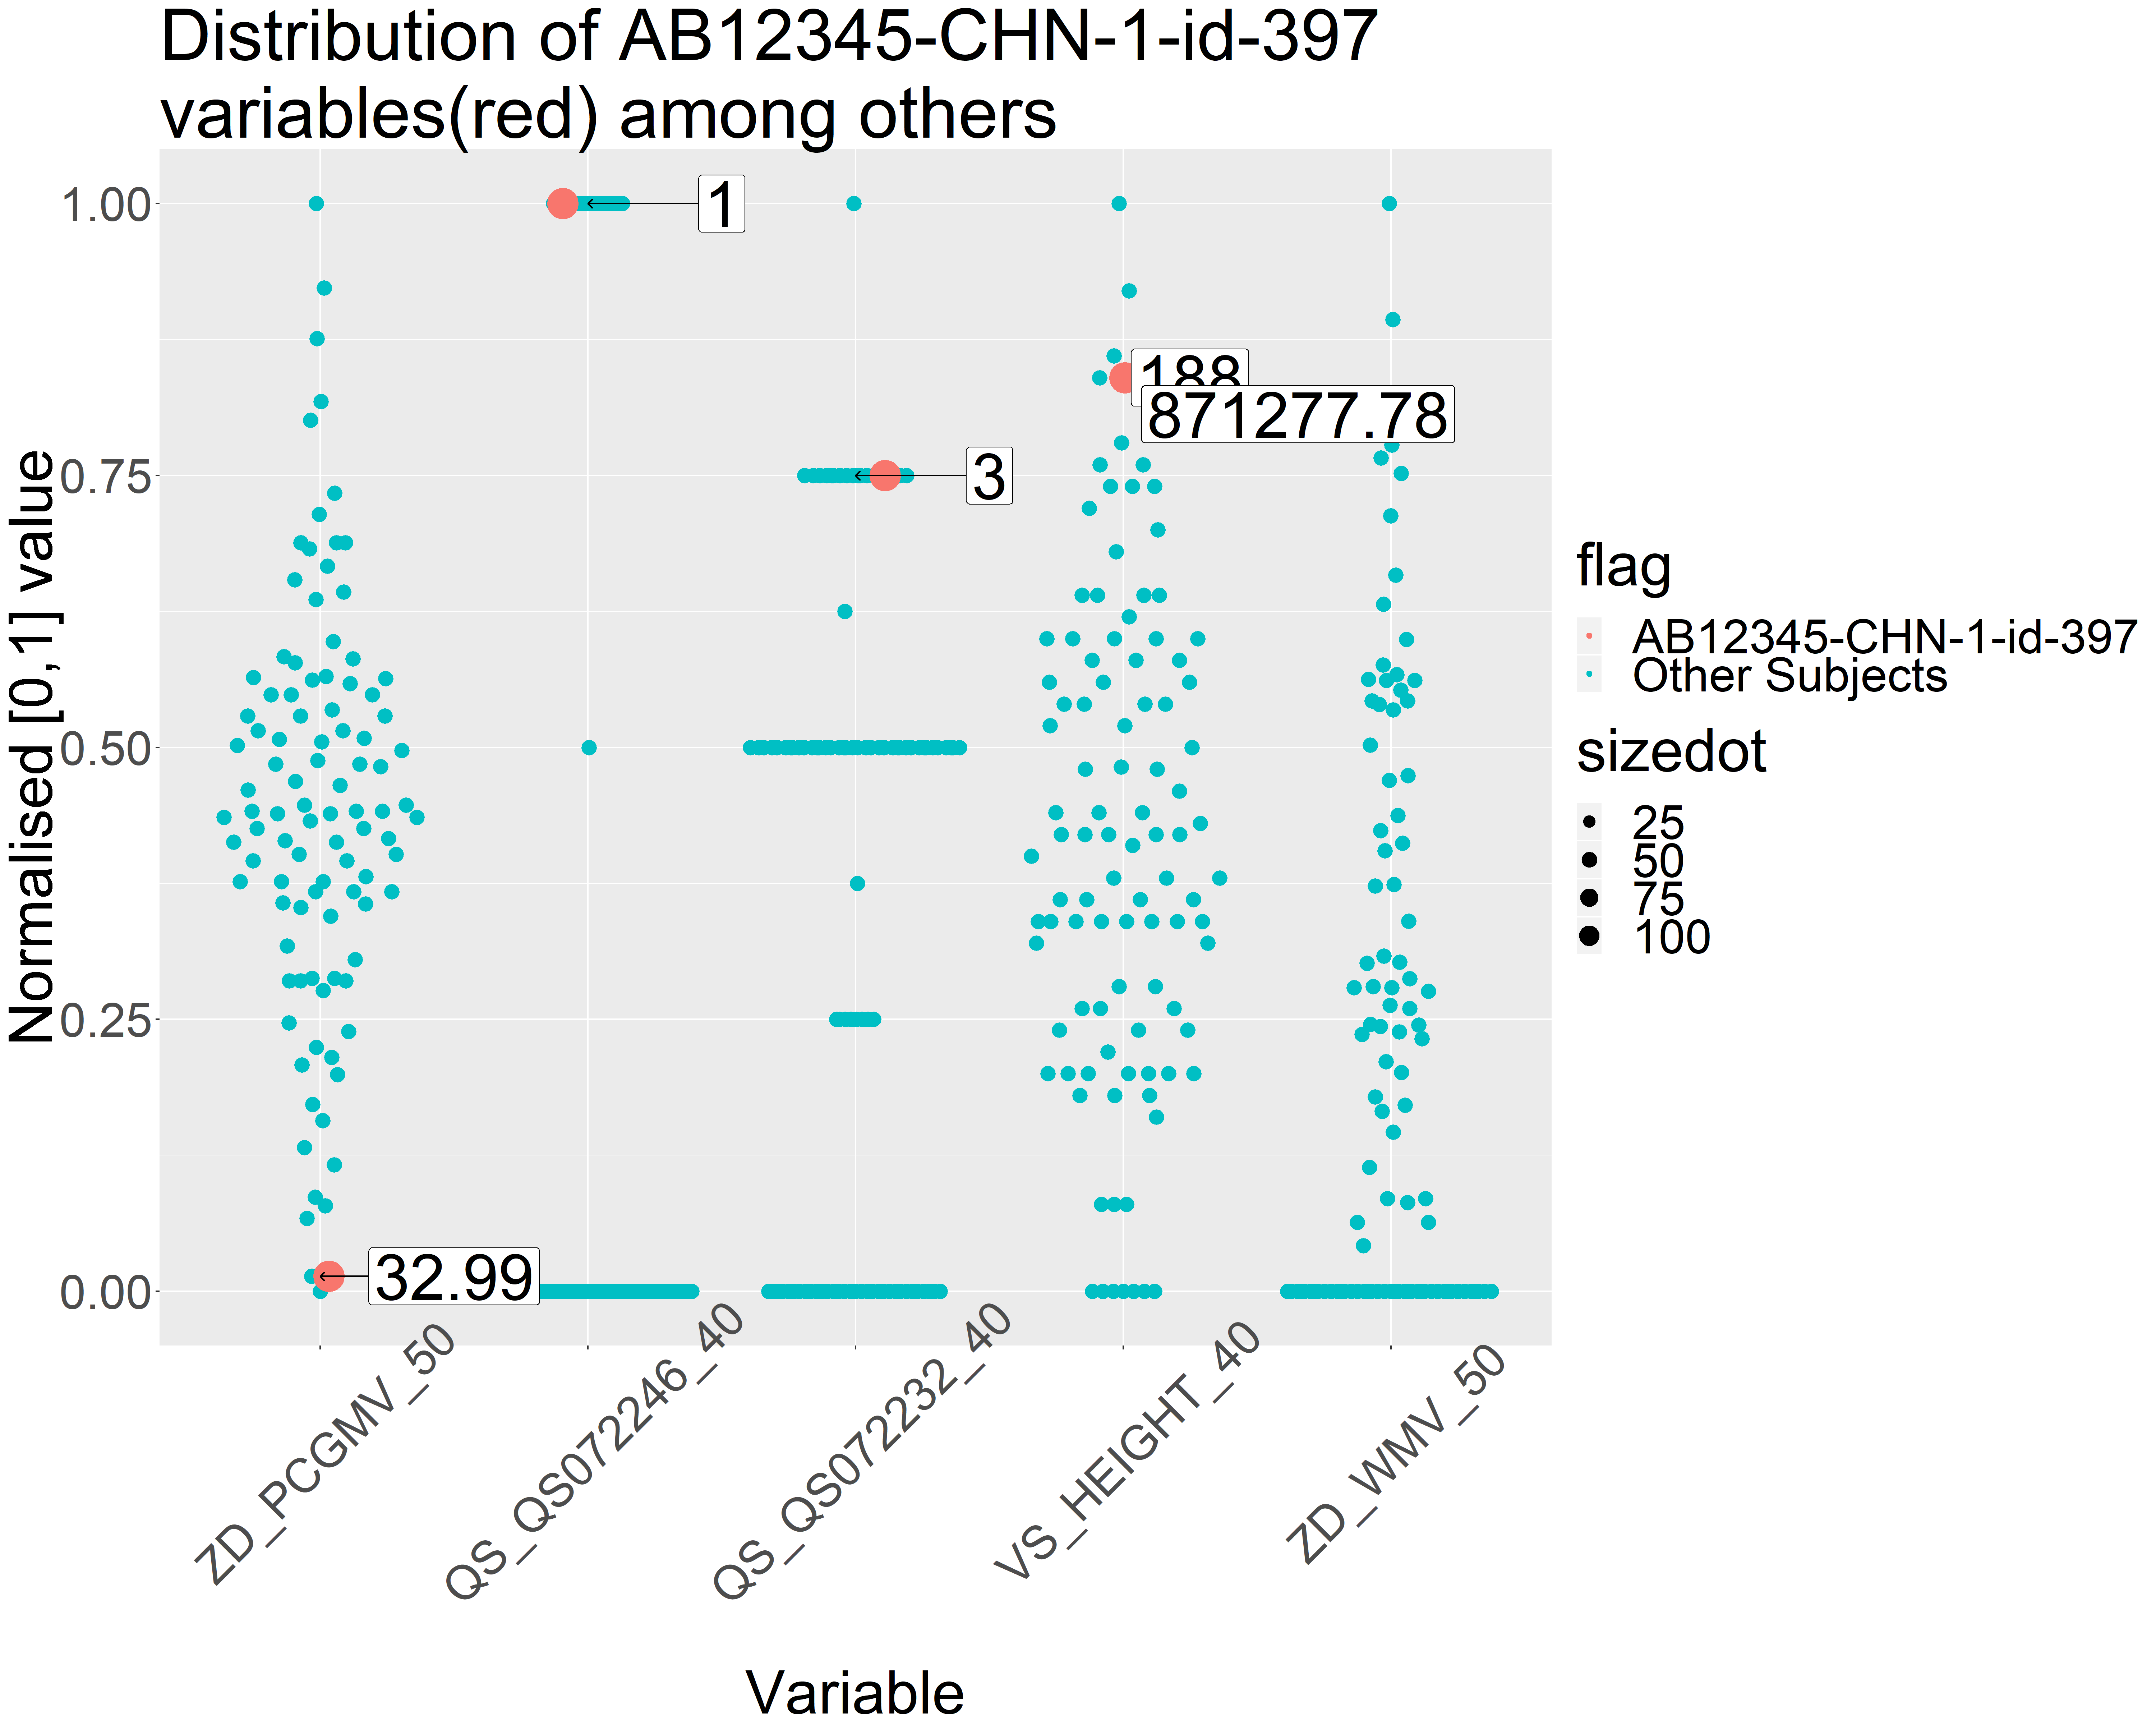 Distribution of AB12345-CHN-1-id-397
variables(red) among others
Normalised [0,1] value
1.00
0.75
0.50
0.25
0.00
1
188
871277.78
3
32.99
ZD_PCGMV_50
QS_QS072246_40
QS_QS072232_40
VS_HEIGHT_40
ZD_WMV_50
Variable
flag
AB12345-CHN-1-id-397
Other Subjects
sizedot
25
50
75
100